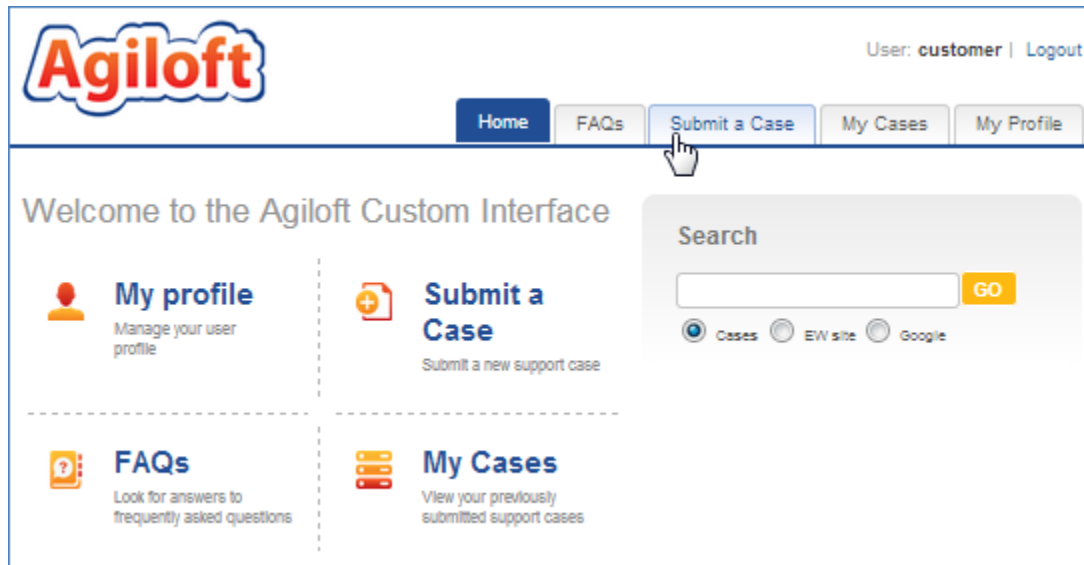 Agiloft
User: customer | Logout
Home FAQs Submit a Case My Cases My Profile
Welcome to the Agiloft Custom Interface
My profile
Manage your user
profile
Submit a
Case
Submit a new support case
Search
GO
Cases EW site Google
FAQs
Look for answers to
frequently asked questions
My Cases
View your previously
submitted support cases